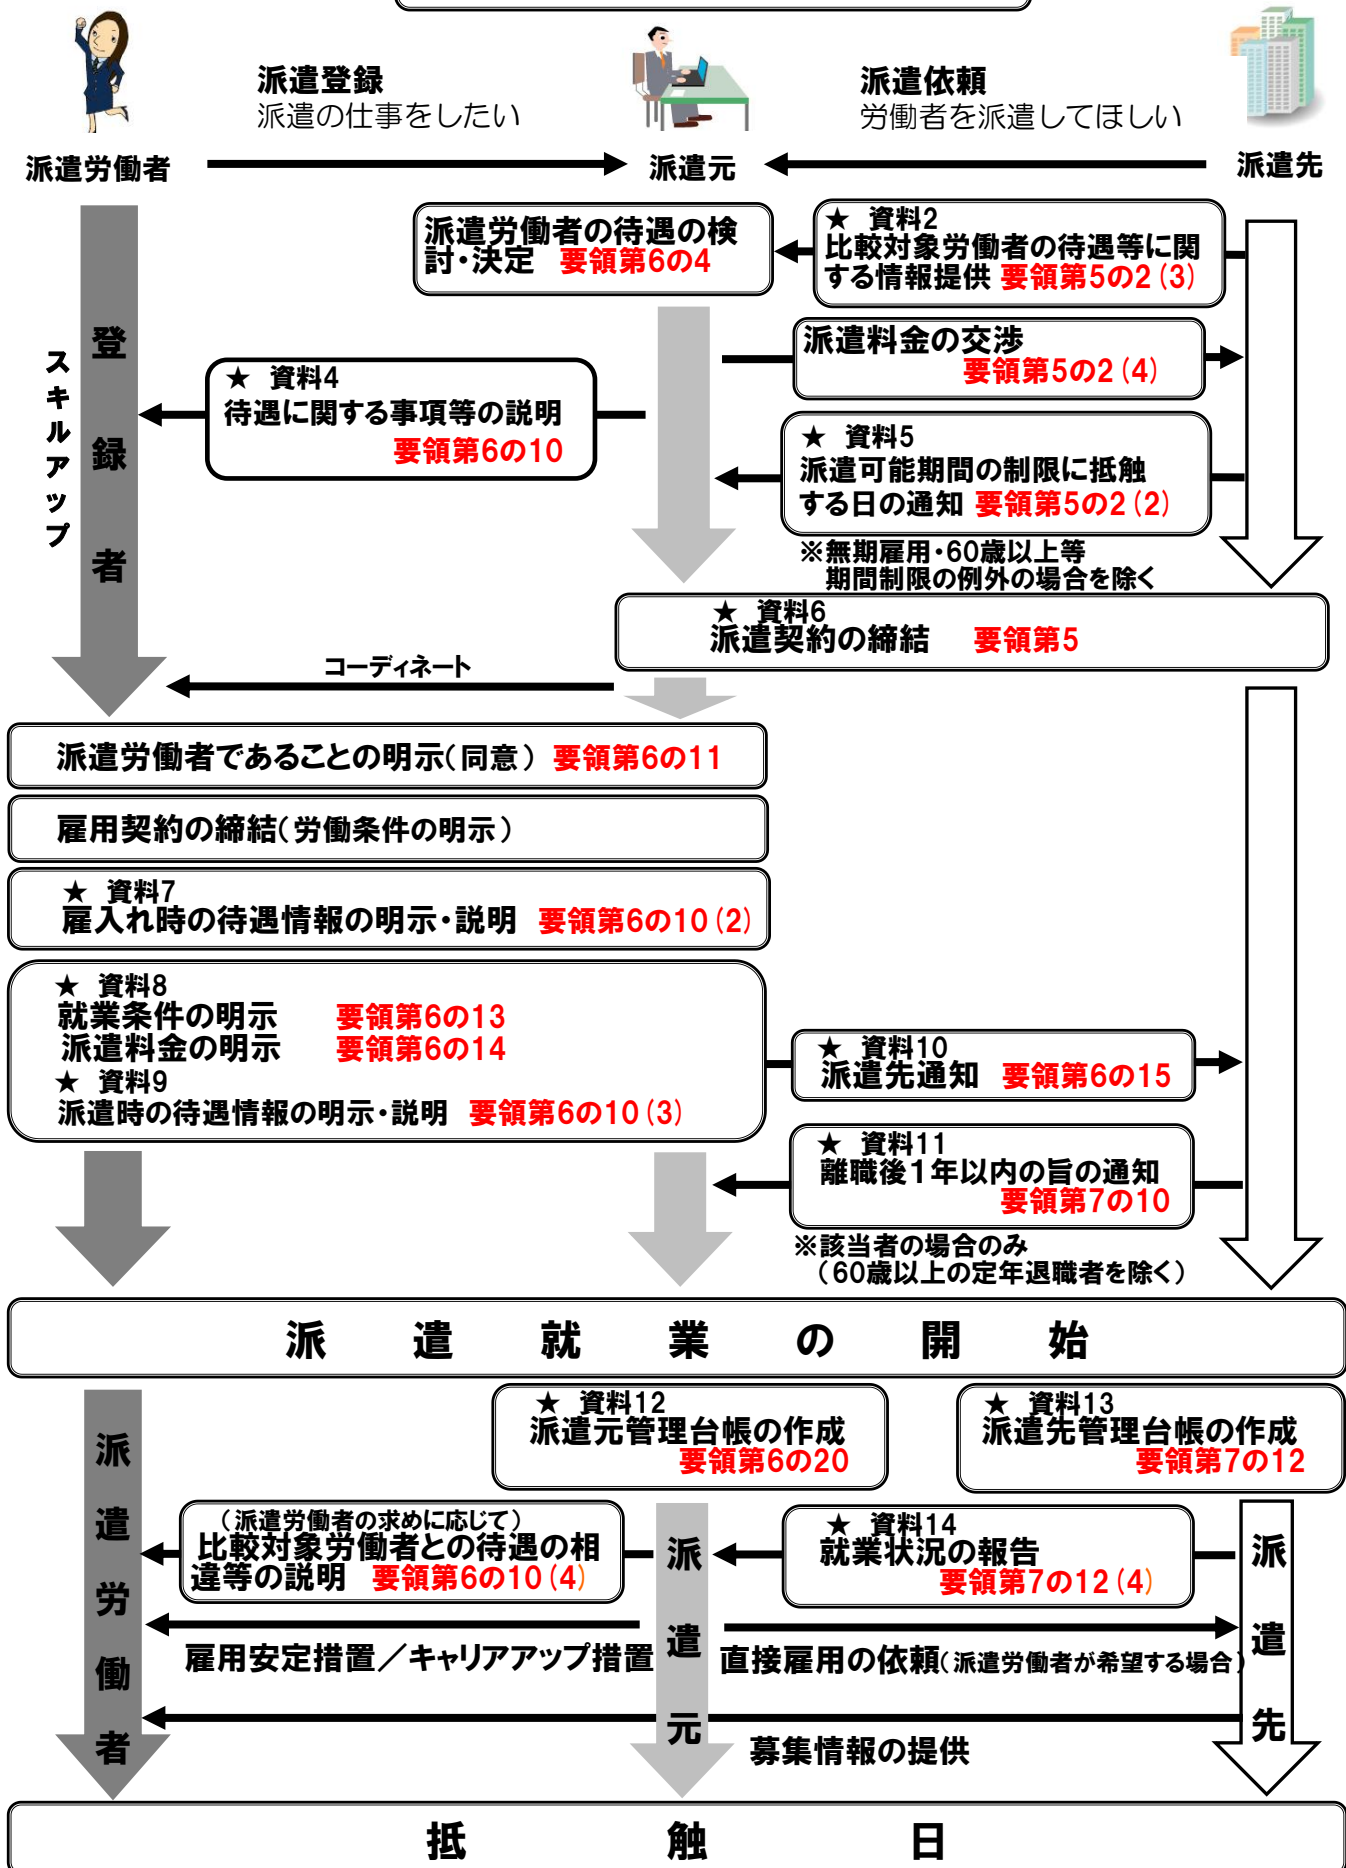 派遣登録
派遣の仕事をしたい
派遣依頼
労働者を派遣してほしい
派遣労働者
派遣元
派遣先
派遣労働者の待遇の検
討・決定 要領第6の4
★ 資料2
比較対象労働者の待遇等に関
する情報提供 要領第5の2(3)
登録者
スキルアップ
派遣料金の交渉
要領第5の2(4)
★ 資料4
待遇に関する事項等の説明
要領第6の10
★ 資料5
派遣可能期間の制限に抵触
する日の通知 要領第5の2(2)
※無期雇用・60歳以上等
期間制限の例外の場合を除く
★ 資料6
派遣契約の締結 要領第5
コーディネート
派遣労働者であることの明示(同意) 要領第6の11
雇用契約の締結(労働条件の明示)
★ 資料7
雇入れ時の待遇情報の明示・説明 要領第6の10(2)
★ 資料8
就業条件の明示 要領第6の13
派遣料金の明示 要領第6の14
★ 資料9
派遣時の待遇情報の明示・説明 要領第6の10(3)
★ 資料10
派遣先通知 要領第6の15
★ 資料11
離職後1年以内の旨の通知
要領第7の10
※該当者の場合のみ
(60歳以上の定年退職者を除く)
派遣就業の開始
★ 資料12
派遣元管理台帳の作成
要領第6の20
★ 資料13
派遣先管理台帳の作成
要領第7の12
派遣労働者
(派遣労働者の求めに応じて)
比較対象労働者との待遇の相
違等の説明 要領第6の10(4)
派遣元
★ 資料14
就業状況の報告
要領第7の12(4)
派遣先
雇用安定措置/キャリアアップ措置
直接雇用の依頼(派遣労働者が希望する場合)
募集情報の提供
抵触日